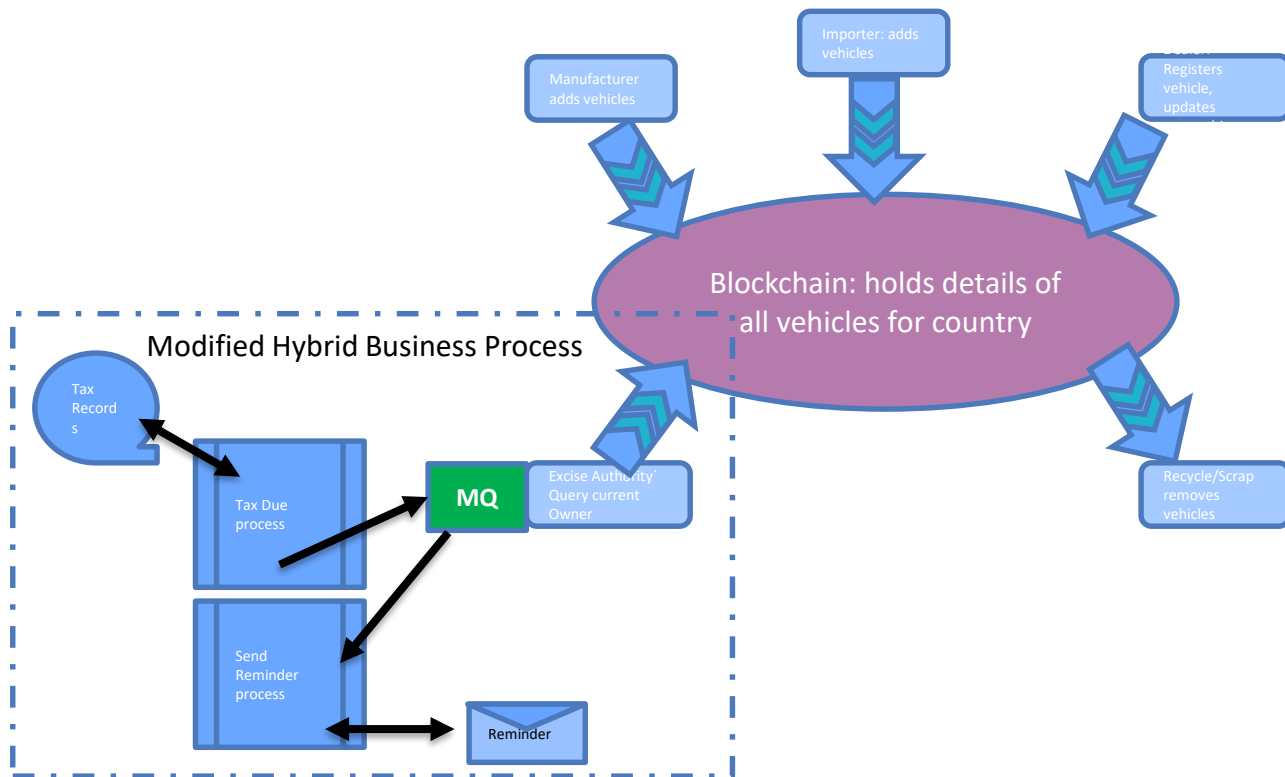 Importer: adds
vehicles
Manufacturer
adds vehicles
Registers
vehicle,
updates
Blockchain: holds details of
all vehicles for country
Modified Hybrid Business Process
Tax
Record
s
Tax Due
process
MQ
Excise Authority`
Query current
Owner
Recycle/Scrap
removes
vehicles
Send
Reminder
process
Reminder